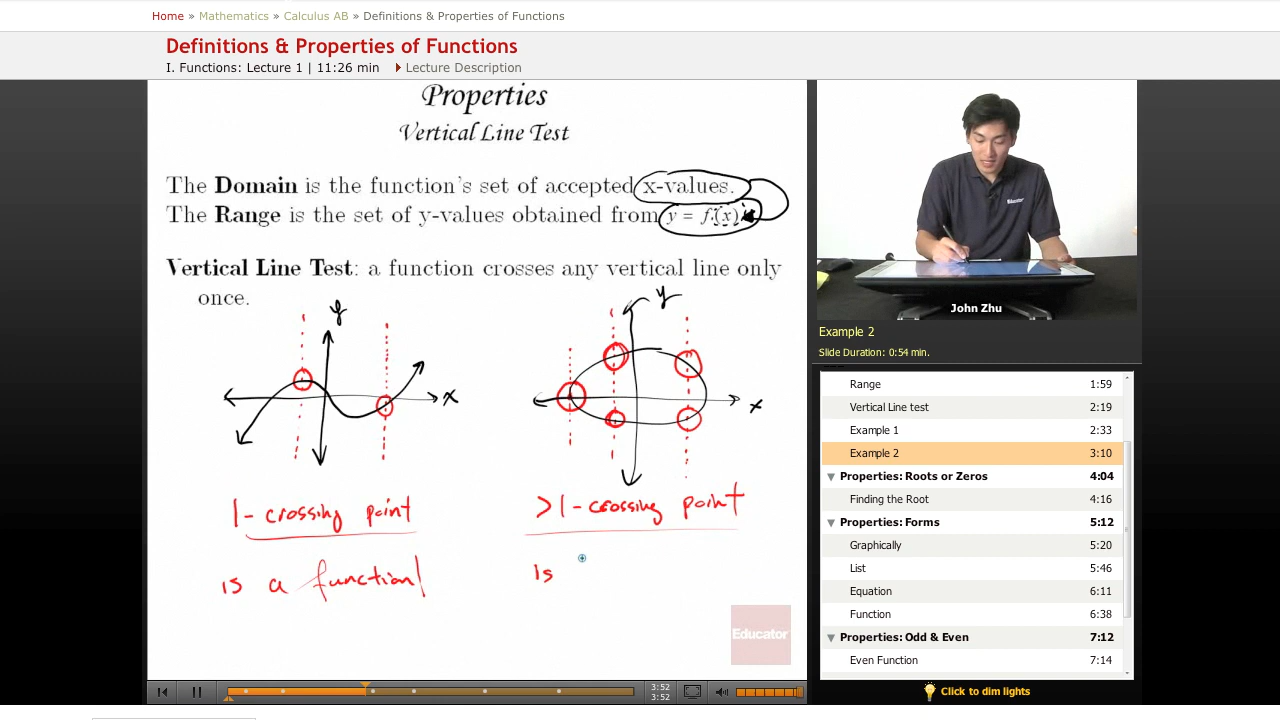 Home » Mathematics » Calculus AB » Definitions & Properties of Functions
Definitions & Properties of Functions
I. Functions: Lecture 1 | 11:26 min Lecture Description
Properties
Vertical Line Test
The Domain is the function's set of accepted x-values.
The Range is the set of y-values obtained from y = f(x)
Vertical Line Test: a function crosses any vertical line only
once.
y
x
y
x
1 - crossing point
is a function!
>1 - crossing point
is
Educator
3:52
3:52
Educator
John Zhu
Example 2
Slide Duration: 0:54 min.
Range 1:59
Vertical Line test 2:19
Example 1 2:33
Example 2 3:10
Properties: Roots or Zeros 4:04
Finding the Root 4:16
Properties: Forms 5:12
Graphically 5:20
List 5:46
Equation 6:11
Function 6:38
Properties: Odd & Even 7:12
Even Function 7:14
Click to dim lights